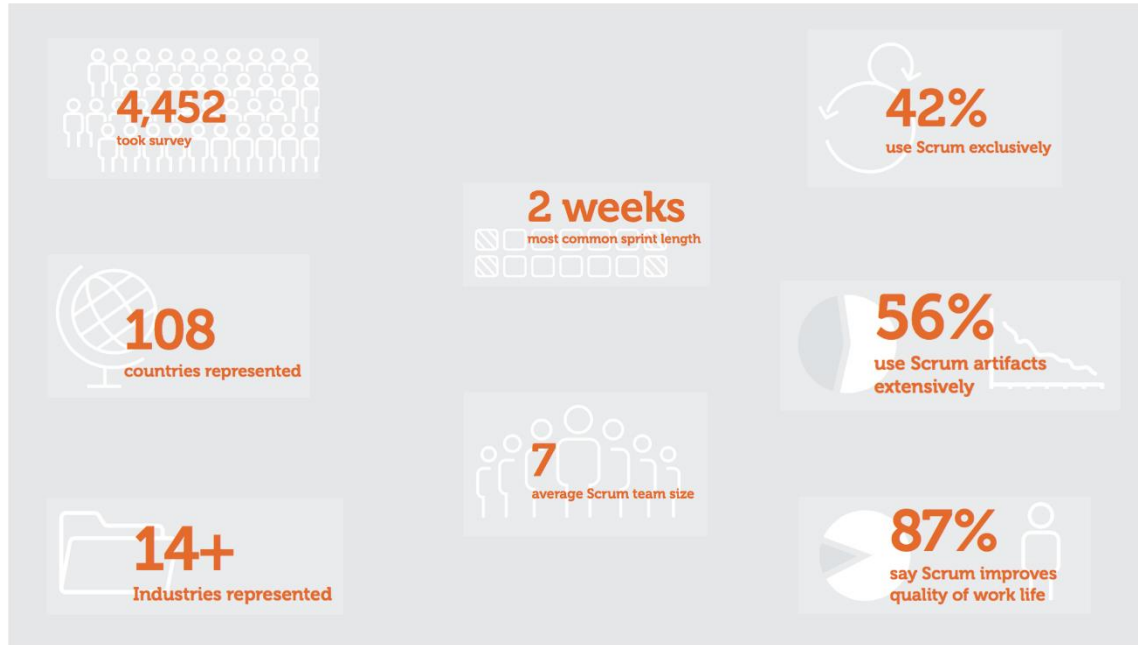 4,452
took survey
108
countries represented
14+
Industries represented
2 weeks
most common sprint length
7
average Scrum team size
42%
use Scrum exclusively
56%
use Scrum artifacts
extensively
87%
say Scrum improves
quality of work life